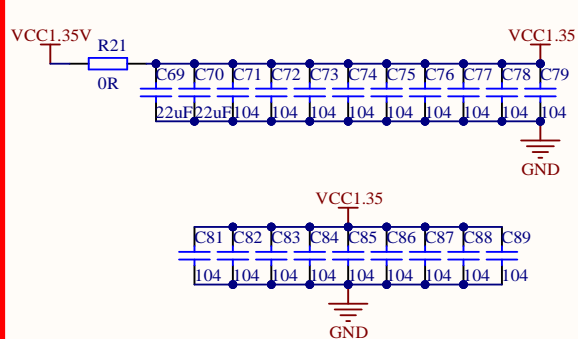 VCC1.35V VCC1.35
R21
C69 C70 C71 C72 C73 C74 C75 C76 C77 C78 C79
0R
22uF 22uF 104 104 104 104 104 104 104 104 104
GND
VCC1.35
C81 C82 C83 C84 C85 C86 C87 C88 C89
104 104 104 104 104 104 104 104 104
GND